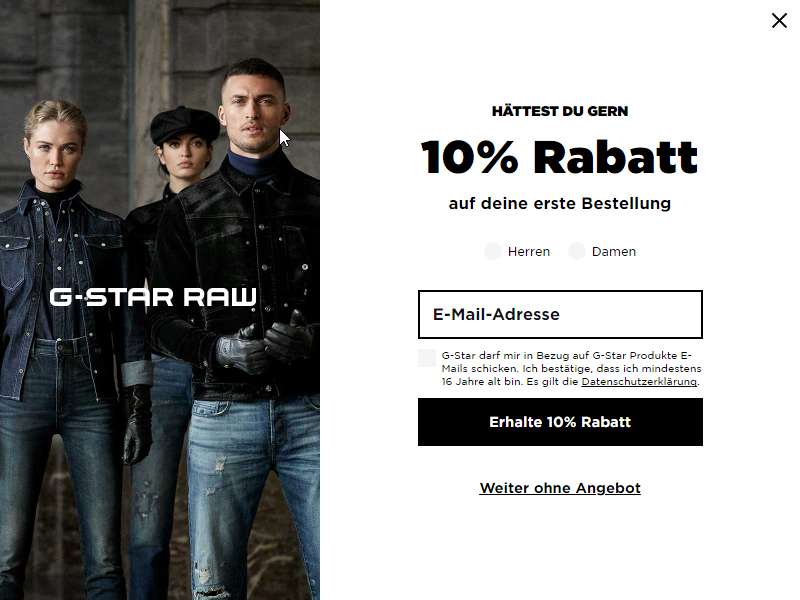 G-STAR RAW
HÄTTEST DU GERN
10% Rabatt
auf deine erste Bestellung
Herren Damen
E-Mail-Adresse
G-Star darf mir in Bezug auf G-Star Produkte E-
Mails schicken. Ich bestätige, dass ich mindestens
16 Jahre alt bin. Es gilt die Datenschutzerklärung.
Erhalte 10% Rabatt
Weiter ohne Angebot